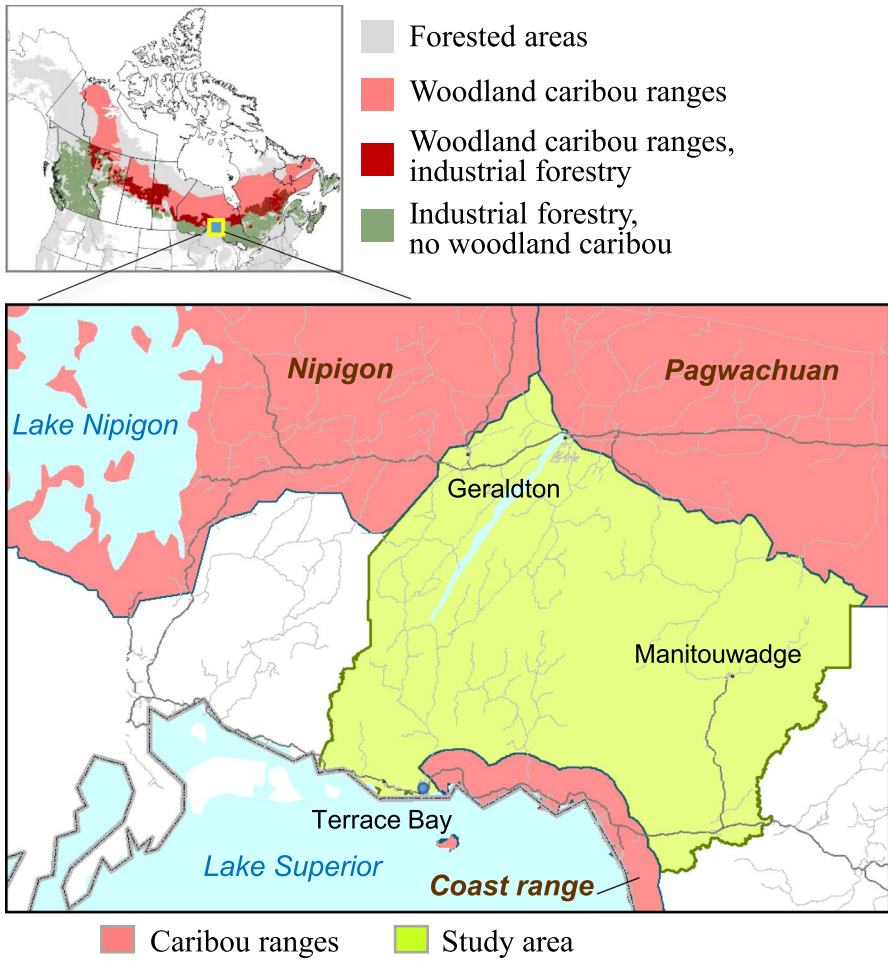 Forested areas
Woodland caribou ranges
Woodland caribou ranges,
industrial forestry
Industrial forestry,
no woodland caribou
Nipigon
Pagwachuan
Lake Nipigon
Geraldton
Manitouwadge
Terrace Bay
Lake Superior
Coast range
Caribou ranges
Study area